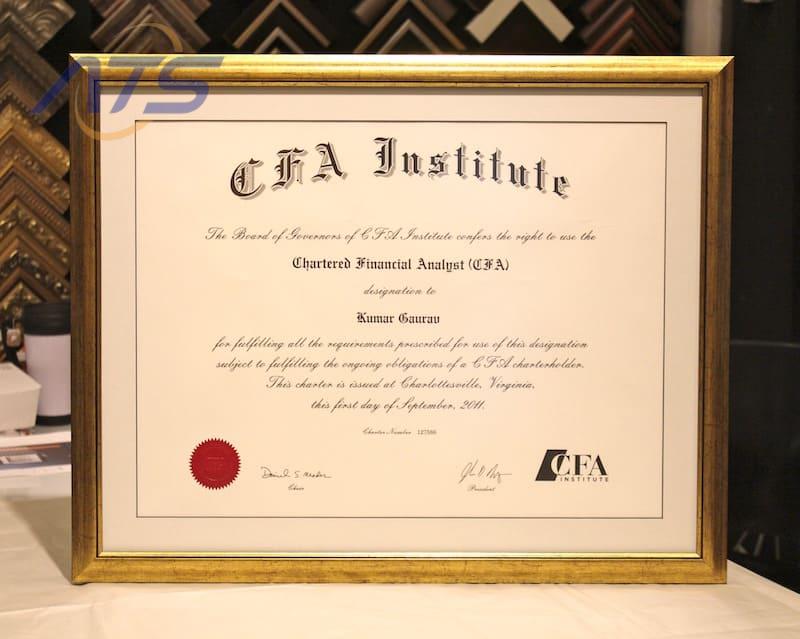 ATS
CFA Institute
The Board of Governors of CFA Institute confers the right to use the
Chartered Financial Analyst (CFA)
designation to
Kumar Gaurav
for fulfilling all the requirements prescribed for use of this designation
subject to fulfilling the ongoing obligations of a CFA charterholder.
This charter is issued at Charlottesville, Virginia,
this first day of September, 2011.
Charter Number
Chair
President
CFA
INSTITUTE